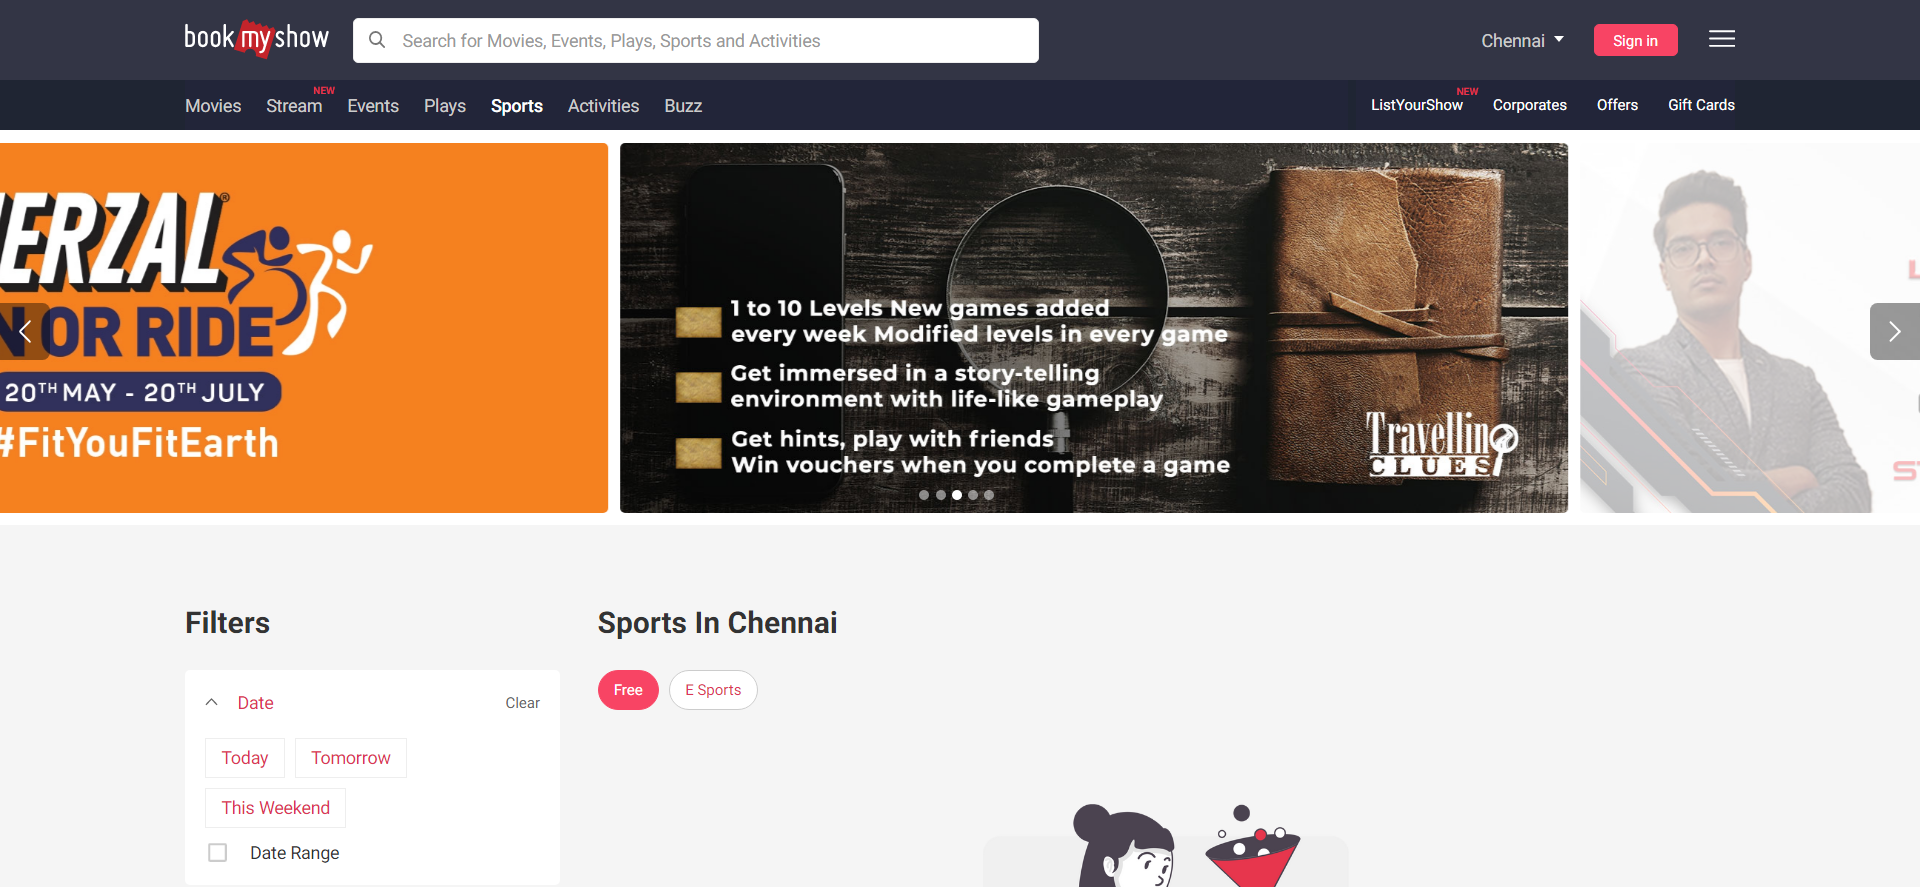 bookmyshow
Search for Movies, Events, Plays, Sports and Activities
Chennai
Sign in
Movies
Stream
NEW
Events
Plays
Sports
Activities
Buzz
ListYourShow
NEW
Corporates
Offers
Gift Cards
ERZAL®
OR RIDE
20TH MAY - 20TH JULY
#FitYouFitEarth
1 to 10 Levels New games added
every week Modified levels in every game
Get immersed in a story-telling
environment with life-like gameplay
Get hints, play with friends
Win vouchers when you complete a game
Travelling
CLUES
Filters
Sports In Chennai
Date
Clear
Free
E Sports
Today
Tomorrow
This Weekend
Date Range